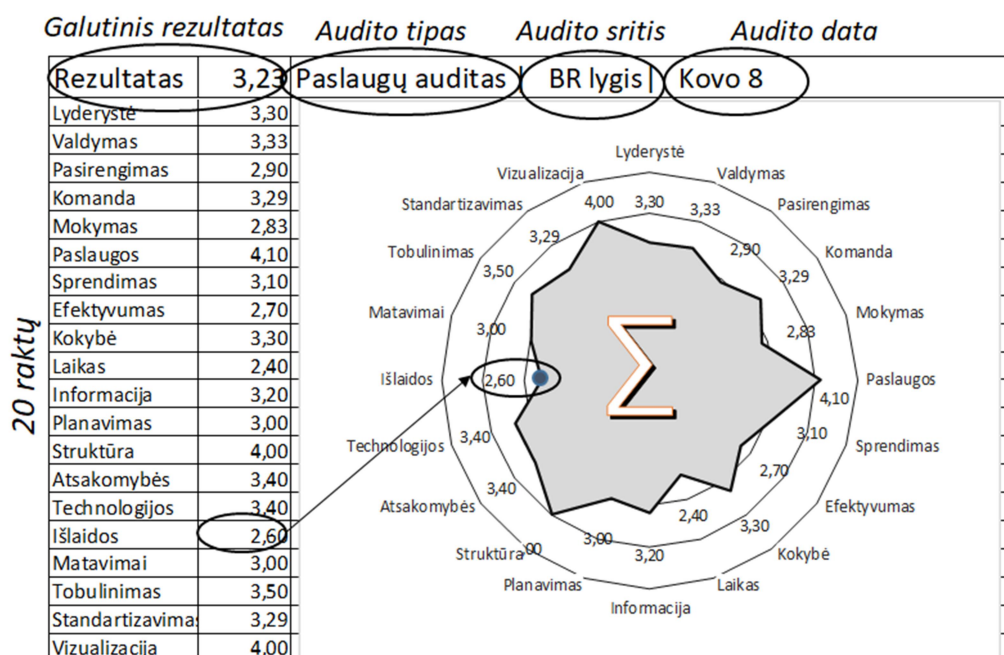 Galutinis rezultatas Audito tipas Audito sritis Audito data
Rezultatas 3,23 Paslaugų auditas | BR lygis| Kovo 8
20 raktų
Lyderystė 3,30
Valdymas 3,33
Pasirengimas 2,90
Komanda 3,29
Mokymas 2,83
Paslaugos 4,10
Sprendimas 3,10
Efektyvumas 2,70
Kokybė 3,30
Laikas 2,40
Informacija 3,20
Planavimas 3,00
Struktūra 4,00
Atsakomybės 3,40
Technologijos 3,40
Išlaidos 2,60
Matavimai 3,00
Tobulinimas 3,50
Standartizavimas 3,29
Vizualizacija 4,00
Lyderystė
Vizualizacija Valdymas
Standartizavimas 4,00 3,30 3,33 Pasirengimas
3,29 2,90
Tobulinimas Komanda
3,50 3,29
Matavimai Mokymas
3,00 2,83
Išlaidos 2,60 Σ Paslaugos
4,10
Technologijos 3,40 3,10 Sprendimas
2,70
3,40
Atsakomybės Efektyvumas
2,40
3,30
3,00
Struktūra ,00 3,20 Kokybė
Planavimas Laikas
Informacija